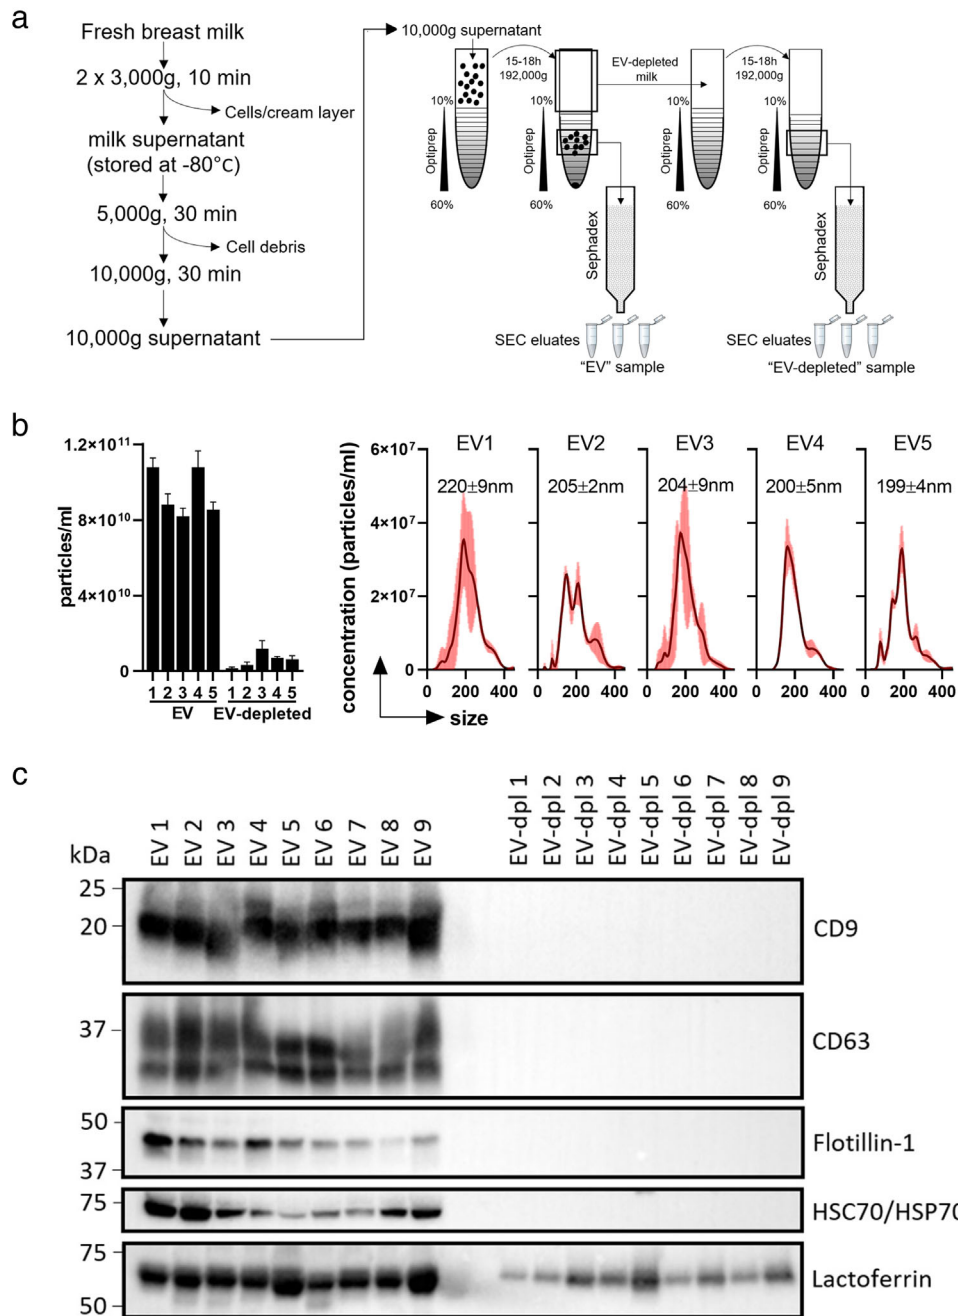 a
Fresh breast milk
2 x 3,000g, 10 min
Cells/cream layer
milk supernatant
(stored at -80°C)
5,000g, 30 min
Cell debris
10,000g, 30 min
10,000g supernatant
10,000g supernatant
15-18h
192,000g
EV-depleted
milk
15-18h
192,000g
10%
10%
10%
10%
Optiprep
Optiprep
Optiprep
Optiprep
60%
60%
60%
60%
Sephadex
Sephadex
SEC eluates
"EV" sample
SEC eluates
"EV-depleted" sample
b
particles/ml
1.2×10¹¹
8×10¹⁰
4×10¹⁰
0
1 2 3 4 5 1 2 3 4 5
EV EV-depleted
concentration (particles/ml)
size
6×10⁷
4×10⁷
2×10⁷
0
EV1 EV2 EV3 EV4 EV5
220±9nm 205±2nm 204±9nm 200±5nm 199±4nm
0 200 400 0 200 400 0 200 400 0 200 400 0 200 400
c
kDa
EV 1
EV 2
EV 3
EV 4
EV 5
EV 6
EV 7
EV 8
EV 9
EV-dpl 1
EV-dpl 2
EV-dpl 3
EV-dpl 4
EV-dpl 5
EV-dpl 6
EV-dpl 7
EV-dpl 8
EV-dpl 9
25
20
CD9
37
CD63
50
37
Flotillin-1
75
HSC70/HSP70
75
50
Lactoferrin